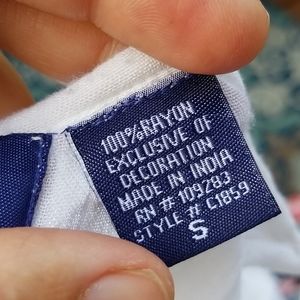 100%RAYON
EXCLUSIVE OF
DECORATION
MADE IN INDIA
RN # 109283
STYLE # C1859
S